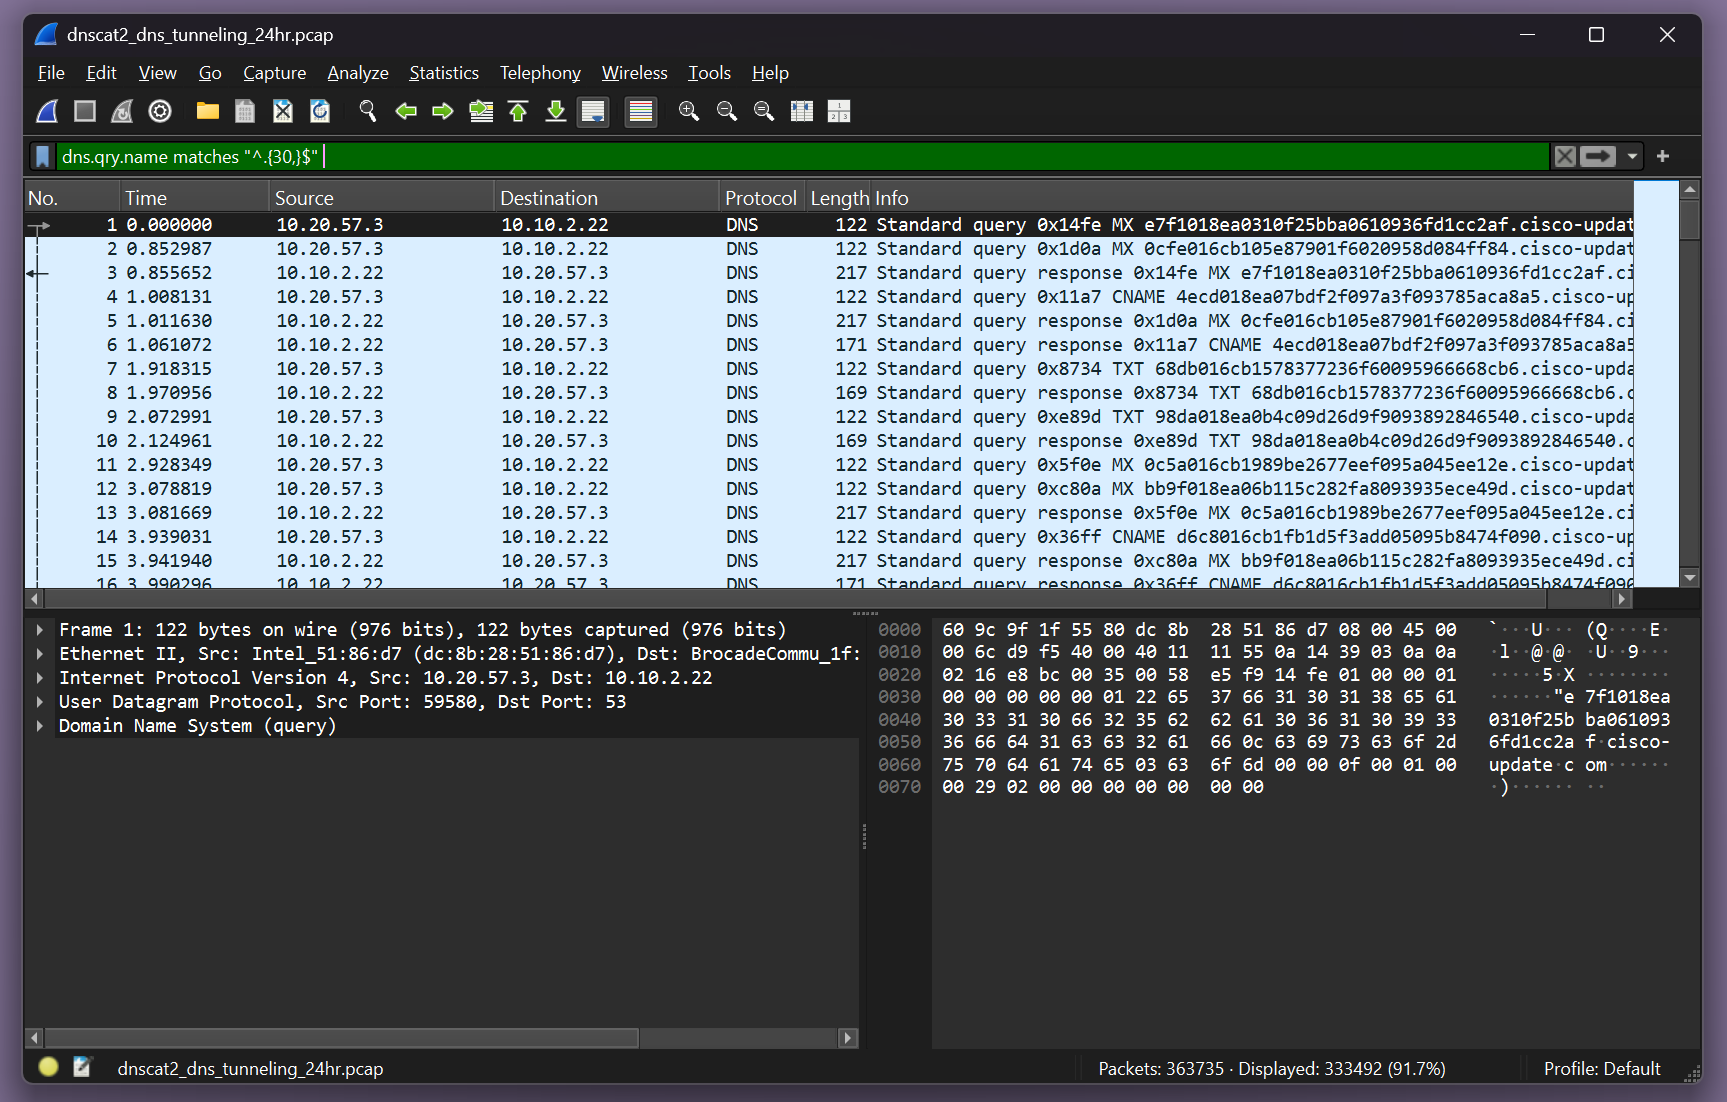 dnscat2_dns_tunneling_24hr.pcap
File Edit View Go Capture Analyze Statistics Telephony Wireless Tools Help
dns.qry.name matches "^.{30,}$"
No. Time Source Destination Protocol Length Info
1 0.000000 10.20.57.3 10.10.2.22 DNS 122 Standard query 0x14fe MX e7f1018ea0310f25bba0610936fd1cc2af.cisco-updat
2 0.852987 10.20.57.3 10.10.2.22 DNS 122 Standard query 0x1d0a MX 0cfe016cb105e87901f6020958d084ff84.cisco-updat
3 0.855652 10.10.2.22 10.20.57.3 DNS 217 Standard query response 0x14fe MX e7f1018ea0310f25bba0610936fd1cc2af.ci
4 1.008131 10.20.57.3 10.10.2.22 DNS 122 Standard query 0x11a7 CNAME 4ecd018ea07bdf2f097a3f093785aca8a5.cisco-up
5 1.011630 10.10.2.22 10.20.57.3 DNS 217 Standard query response 0x1d0a MX 0cfe016cb105e87901f6020958d084ff84.ci
6 1.061072 10.10.2.22 10.20.57.3 DNS 171 Standard query response 0x11a7 CNAME 4ecd018ea07bdf2f097a3f093785aca8a5
7 1.918315 10.20.57.3 10.10.2.22 DNS 122 Standard query 0x8734 TXT 68db016cb1578377236f60095966668cb6.cisco-upda
8 1.970956 10.10.2.22 10.20.57.3 DNS 169 Standard query response 0x8734 TXT 68db016cb1578377236f60095966668cb6.c
9 2.072991 10.20.57.3 10.10.2.22 DNS 122 Standard query 0xe89d TXT 98da018ea0b4c09d26d9f9093892846540.cisco-upda
10 2.124961 10.10.2.22 10.20.57.3 DNS 169 Standard query response 0xe89d TXT 98da018ea0b4c09d26d9f9093892846540.c
11 2.928349 10.20.57.3 10.10.2.22 DNS 122 Standard query 0x5f0e MX 0c5a016cb1989be2677eef095a045ee12e.cisco-updat
12 3.078819 10.20.57.3 10.10.2.22 DNS 122 Standard query 0xc80a MX bb9f018ea06b115c282fa8093935ece49d.cisco-updat
13 3.081669 10.10.2.22 10.20.57.3 DNS 217 Standard query response 0x5f0e MX 0c5a016cb1989be2677eef095a045ee12e.ci
14 3.939031 10.20.57.3 10.10.2.22 DNS 122 Standard query 0x36ff CNAME d6c8016cb1fb1d5f3add05095b8474f090.cisco-up
15 3.941940 10.10.2.22 10.20.57.3 DNS 217 Standard query response 0xc80a MX bb9f018ea06b115c282fa8093935ece49d.ci
16 3.990296 10.10.2.22 10.20.57.3 DNS 171 Standard query response 0x36ff CNAME d6c8016cb1fb1d5f3add05095b8474f090
Frame 1: 122 bytes on wire (976 bits), 122 bytes captured (976 bits)
Ethernet II, Src: Intel_51:86:d7 (dc:8b:28:51:86:d7), Dst: BrocadeCommu_1f:
Internet Protocol Version 4, Src: 10.20.57.3, Dst: 10.10.2.22
User Datagram Protocol, Src Port: 59580, Dst Port: 53
Domain Name System (query)
0000 60 9c 9f 1f 55 80 dc 8b 28 51 86 d7 08 00 45 00 `···U··· (Q····E·
0010 00 6c d9 f5 40 00 40 11 11 55 0a 14 39 03 0a 0a ·l··@·@· ·U··9···
0020 02 16 e8 bc 00 35 00 58 e5 f9 14 fe 01 00 00 01 ·····5·X ········
0030 00 00 00 00 00 01 22 65 37 66 31 30 31 38 65 61 ······"e 7f1018ea
0040 30 33 31 30 66 32 35 62 62 61 30 36 31 30 39 33 0310f25b ba061093
0050 36 66 64 31 63 63 32 61 66 0c 63 69 73 63 6f 2d 6fd1cc2a f·cisco-
0060 75 70 64 61 74 65 03 63 6f 6d 00 00 0f 00 01 00 update·c om······
0070 00 29 02 00 00 00 00 00 00 00 ·)······ ··
dnscat2_dns_tunneling_24hr.pcap
Packets: 363735 · Displayed: 333492 (91.7%)
Profile: Default